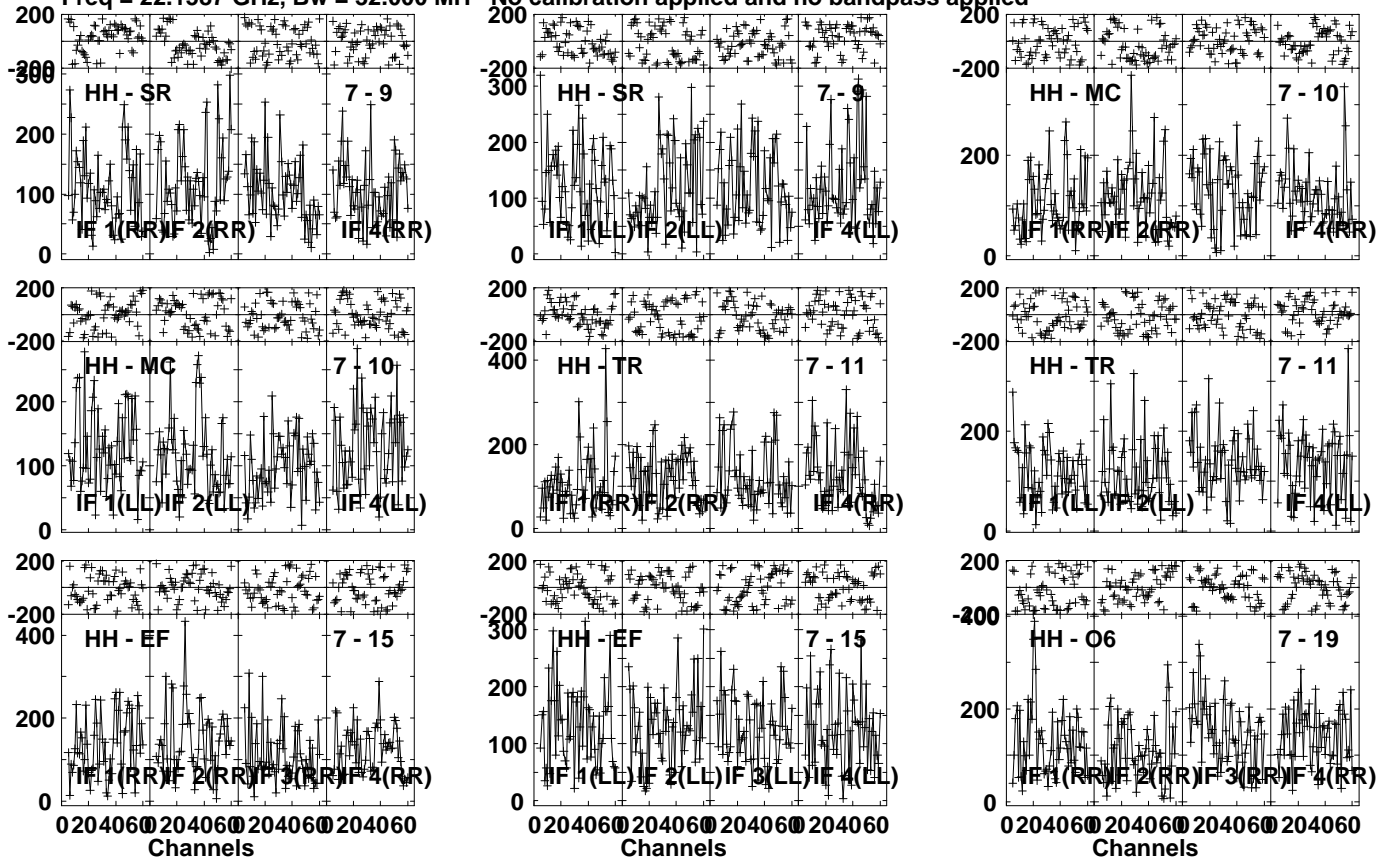 Freq = 22.1587 GHz, Bw = 32.000 MH No calibration applied and no bandpass applied
200 200 200
-200 -200 -200
300 HH - SR 7 - 9 300 HH - SR 7 - 9 HH - MC 7 - 10
200 200 200
100 100
IF 1(RR) IF 2(RR) IF 4(RR) IF 1(LL) IF 2(LL) IF 4(LL) IF 1(RR) IF 2(RR) IF 4(RR)
0 0 0
200 200 200
-200 -200 -200
HH - MC 7 - 10 400 HH - TR 7 - 11 HH - TR 7 - 11
200 200 200
100
IF 1(LL) IF 2(LL) IF 4(LL) IF 1(RR) IF 2(RR) IF 4(RR) IF 1(LL) IF 2(LL) IF 4(LL)
0 0 0
200 200 200
-200 -200 -200
400 HH - EF 7 - 15 300 HH - EF 7 - 15 400 HH - O6 7 - 19
200 200 200
100
IF 1(RR) IF 2(RR) IF 3(RR) IF 4(RR) IF 1(LL) IF 2(LL) IF 3(LL) IF 4(LL) IF 1(RR) IF 2(RR) IF 3(RR) IF 4(RR)
0 0 0
0 20 40 60 0 20 40 60 0 20 40 60 0 20 40 60 0 20 40 60 0 20 40 60 0 20 40 60 0 20 40 60 0 20 40 60 0 20 40 60 0 20 40 60 0 20 40 60
Channels Channels Channels